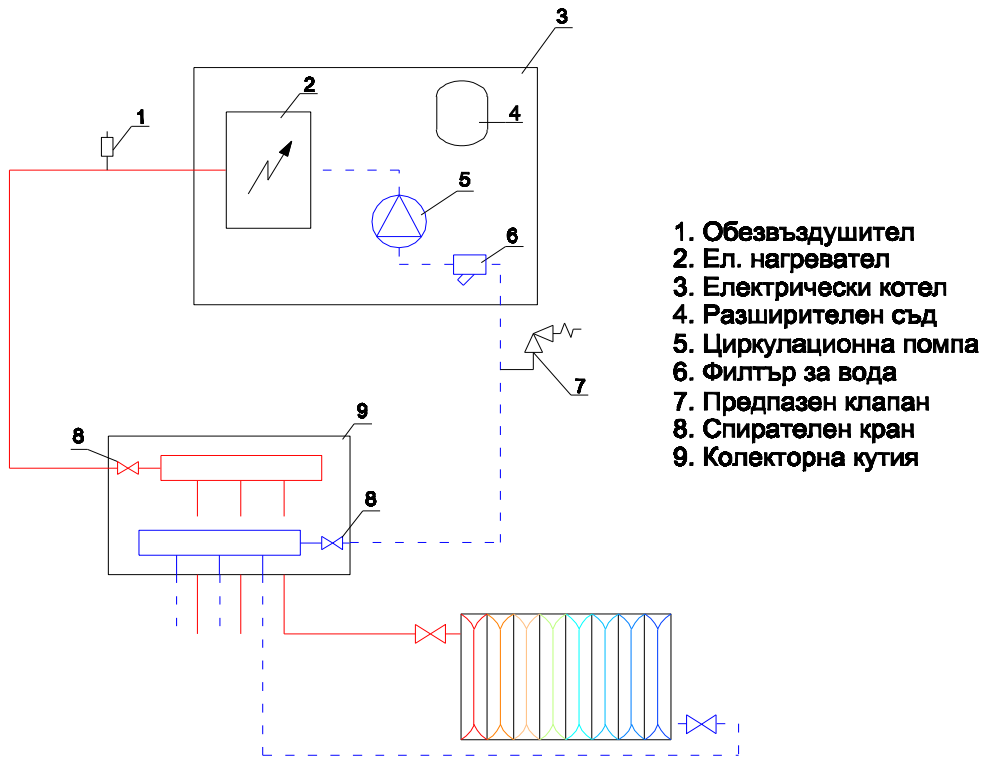 3
2
4
1
5
6
7
9
8
8
1. Обезвъздушител
2. Ел. нагревател
3. Електрически котел
4. Разширителен съд
5. Циркулационна помпа
6. Филтър за вода
7. Предпазен клапан
8. Спирателен кран
9. Колекторна кутия